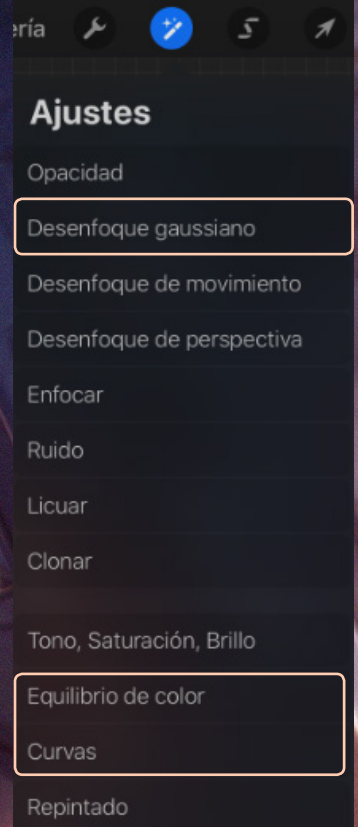 ría
Ajustes
Opacidad
Desenfoque gaussiano
Desenfoque de movimiento
Desenfoque de perspectiva
Enfocar
Ruido
Licuar
Clonar
Tono, Saturación, Brillo
Equilibrio de color
Curvas
Repintado